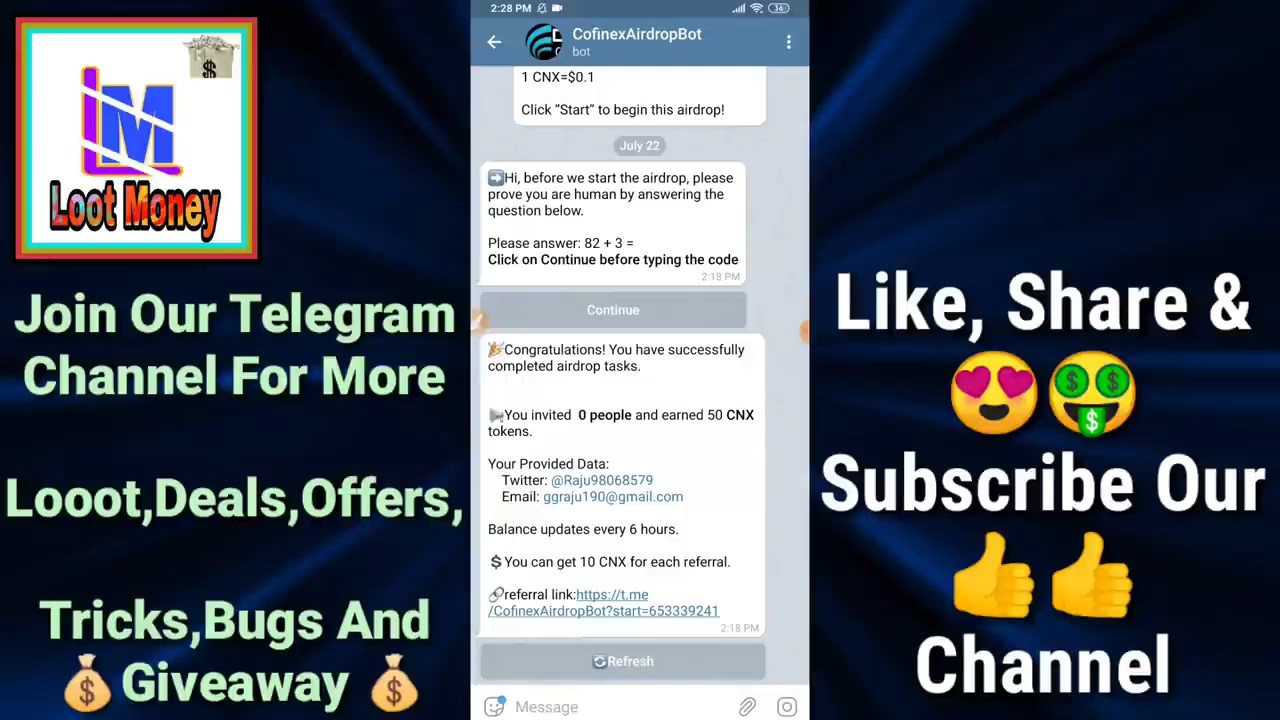 LM
Loot Money
Join Our Telegram
Channel For More
Looot,Deals,Offers,
Tricks,Bugs And
Giveaway
2:28 PM
36
CofinexAirdropBot
bot
1 CNX=$0.1
Click “Start” to begin this airdrop!
July 22
Hi, before we start the airdrop, please
prove you are human by answering the
question below.
Please answer: 82 + 3 =
Click on Continue before typing the code
2:18 PM
Continue
🎉Congratulations! You have successfully
completed airdrop tasks.
📢You invited 0 people and earned 50 CNX
tokens.
Your Provided Data:
Twitter: @Raju98068579
Email: ggraju190@gmail.com
Balance updates every 6 hours.
💲You can get 10 CNX for each referral.
🔗referral link:https://t.me
/CofinexAirdropBot?start=653339241
2:18 PM
🔄Refresh
Message
Like, Share &
Subscribe Our
Channel